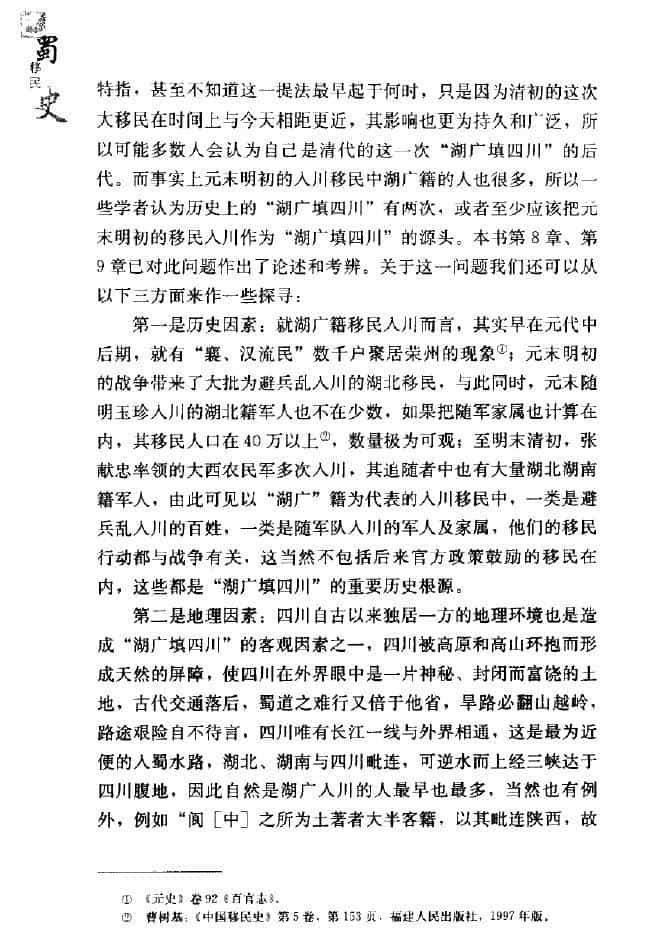 蜀
移民
史
特指，甚至不知道这一提法最早起于何时，只是因为清初的这次
大移民在时间上与今天相距更近，其影响也更为持久和广泛，所
以可能多数人会认为自己是清代的这一次“湖广填四川”的后
代。而事实上元末明初的入川移民中湖广籍的人也很多，所以一
些学者认为历史上的“湖广填四川”有两次，或者至少应该把元
末明初的移民入川作为“湖广填四川”的源头。本书第8章、第
9章已对此问题作出了论述和考辨。关于这一问题我们还可以从
以下三方面来作一些探寻：
第一是历史因素：就湖广籍移民入川而言，其实早在元代中
后期，就有“襄、汉流民”数千户聚居荣州的现象①；元末明初
的战争带来了大批为避兵乱入川的湖北移民，与此同时，元末随
明玉珍入川的湖北籍军人也不在少数，如果把随军家属也计算在
内，其移民人口在40万以上②，数量极为可观；至明末清初，张
献忠率领的大西农民军多次入川，其追随者中也有大量湖北湖南
籍军人，由此可见以“湖广”籍为代表的入川移民中，一类是避
兵乱入川的百姓，一类是随军队入川的军人及家属，他们的移民
行动都与战争有关，这当然不包括后来官方政策鼓励的移民在
内，这些都是“湖广填四川”的重要历史根源。
第二是地理因素：四川自古以来独居一方的地理环境也是造
成“湖广填四川”的客观因素之一，四川被高原和高山环抱而形
成天然的屏障，使四川在外界眼中是一片神秘、封闭而富饶的土
地，古代交通落后，蜀道之难行又倍于他省，旱路必翻山越岭，
路途艰险自不待言，四川唯有长江一线与外界相通，这是最为近
便的入蜀水路，湖北、湖南与四川毗连，可逆水而上经三峡达于
四川腹地，因此自然是湖广入川的人最早也最多，当然也有例
外，例如“阆［中］之所为土著者大半客籍，以其毗连陕西，故
① 《元史》卷92《百官志》。
② 曹树基：《中国移民史》第5卷，第153页，福建人民出版社，1997年版。